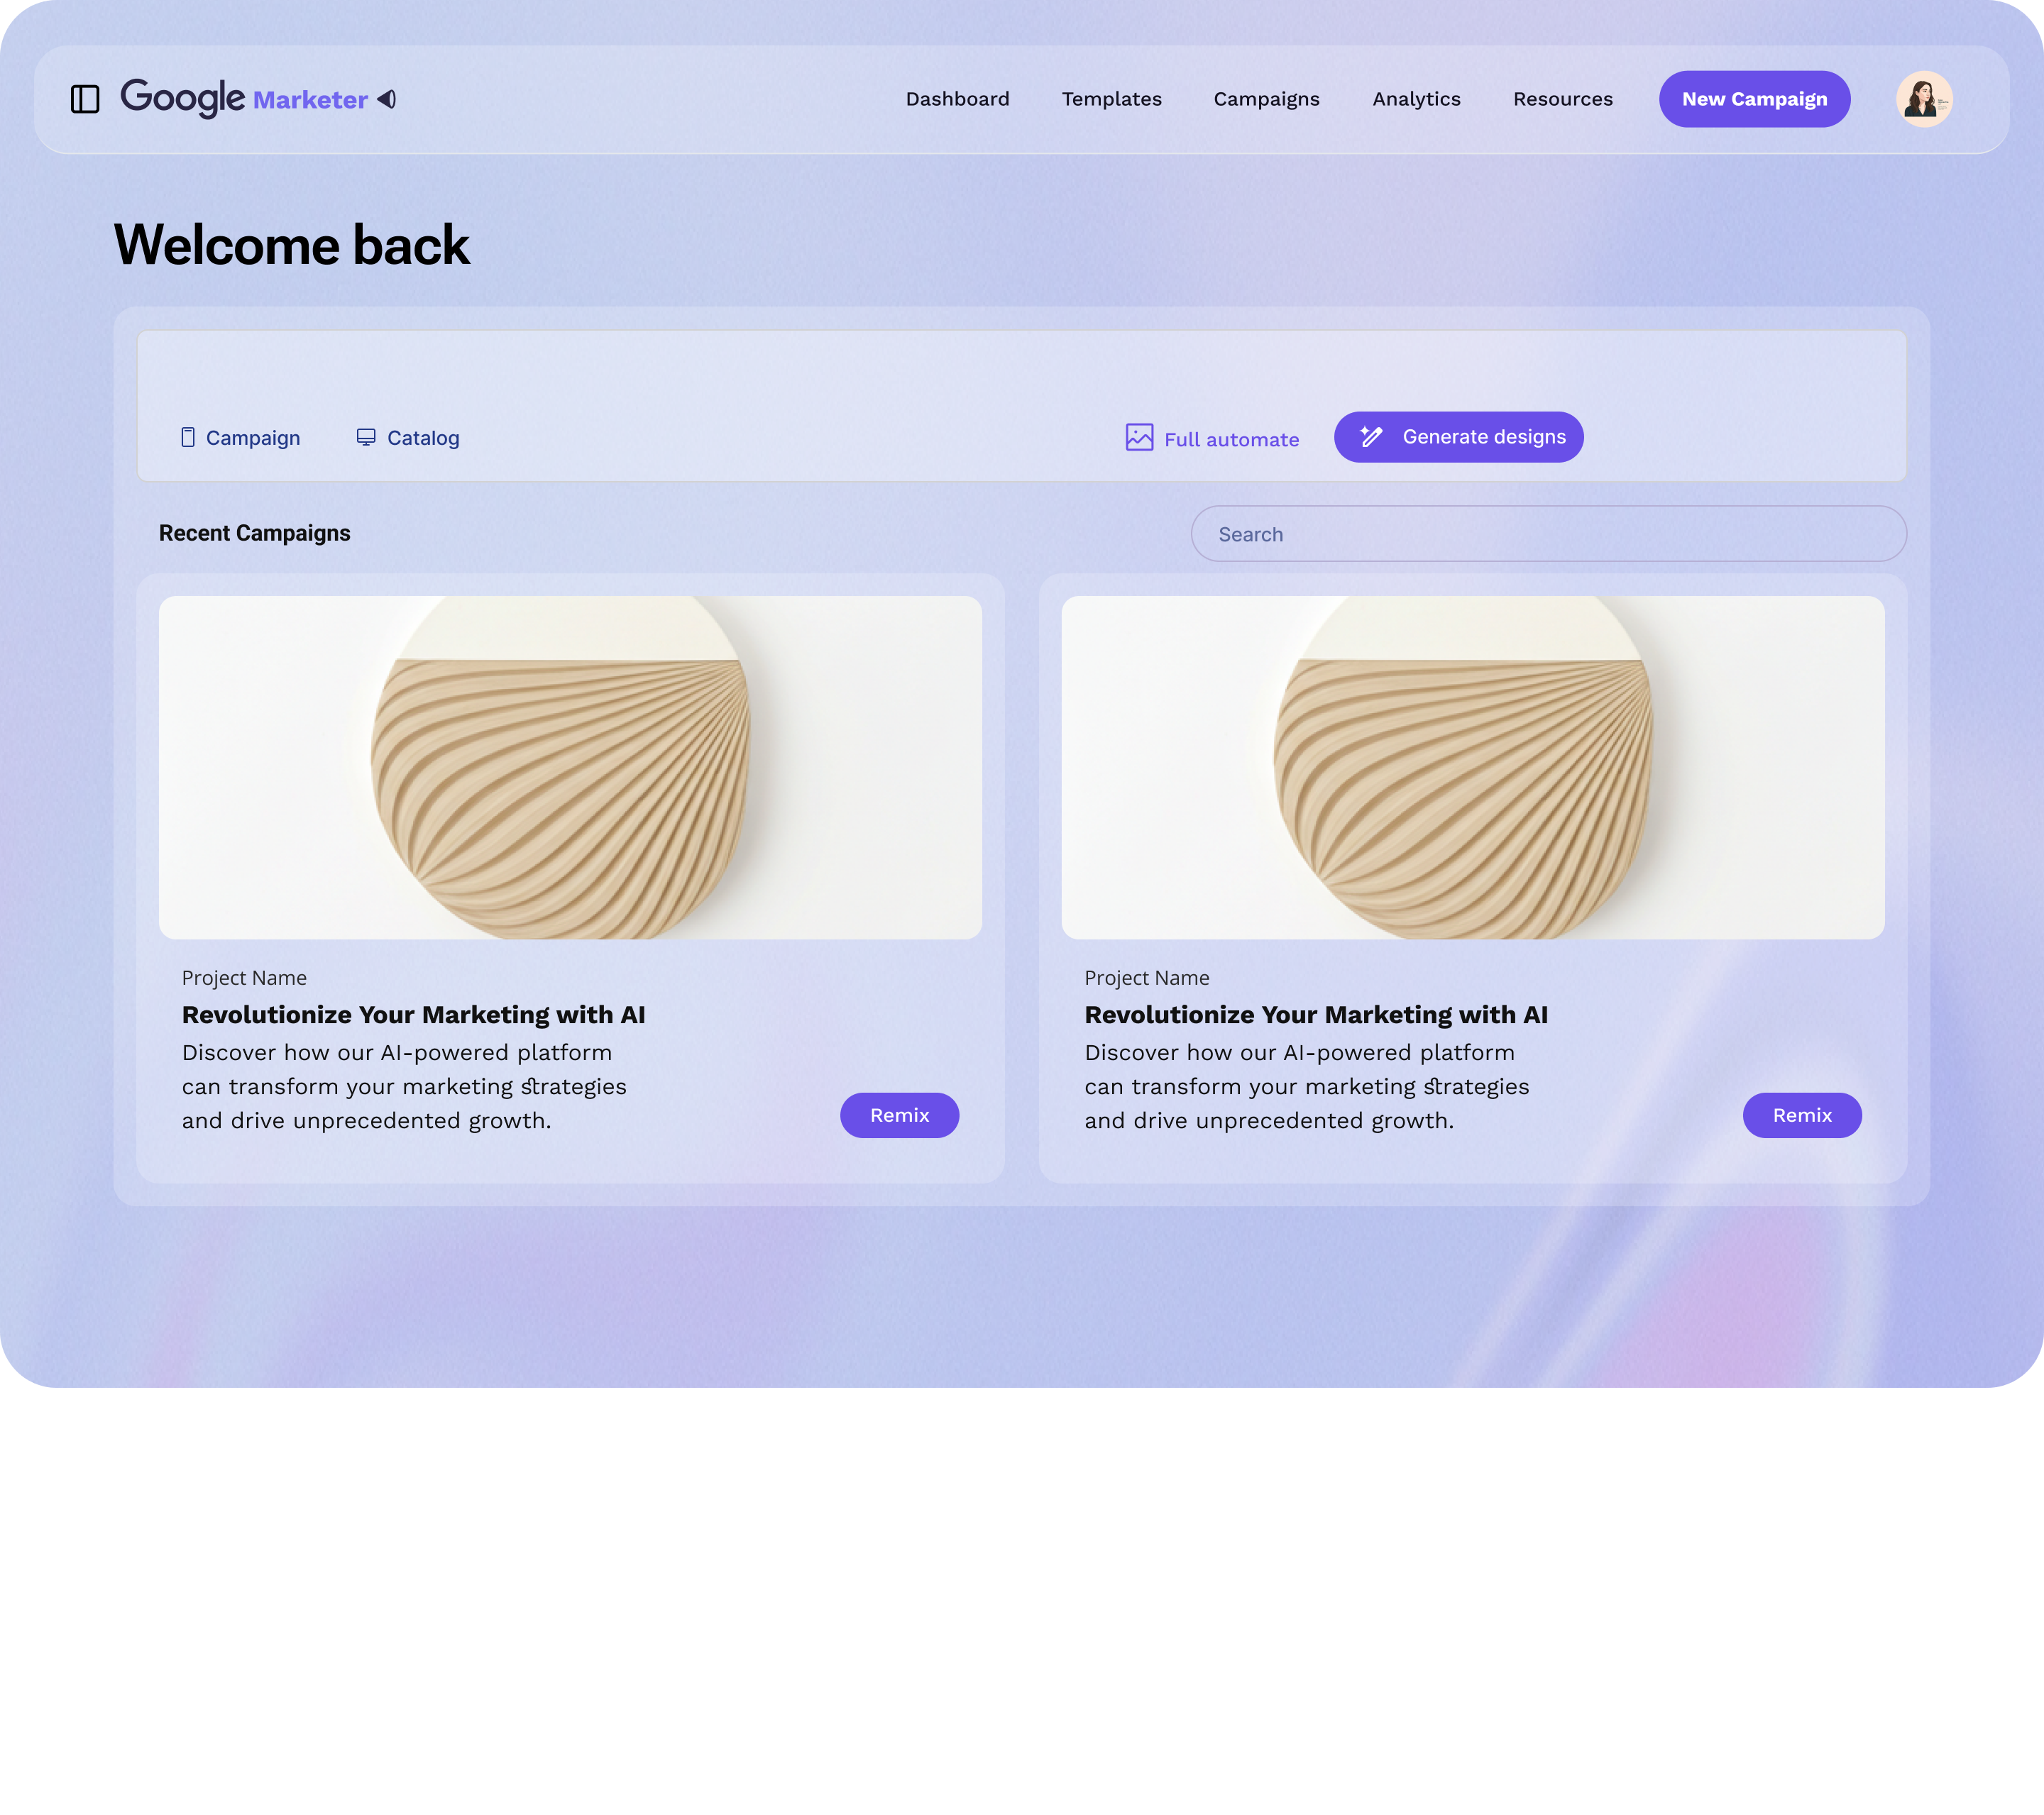 Google Marketer
Dashboard
Templates
Campaigns
Analytics
Resources
New Campaign
Welcome back
Campaign
Catalog
Full automate
Generate designs
Recent Campaigns
Search
Project Name
Revolutionize Your Marketing with AI
Discover how our AI-powered platform
can transform your marketing strategies
and drive unprecedented growth.
Remix
Project Name
Revolutionize Your Marketing with AI
Discover how our AI-powered platform
can transform your marketing strategies
and drive unprecedented growth.
Remix